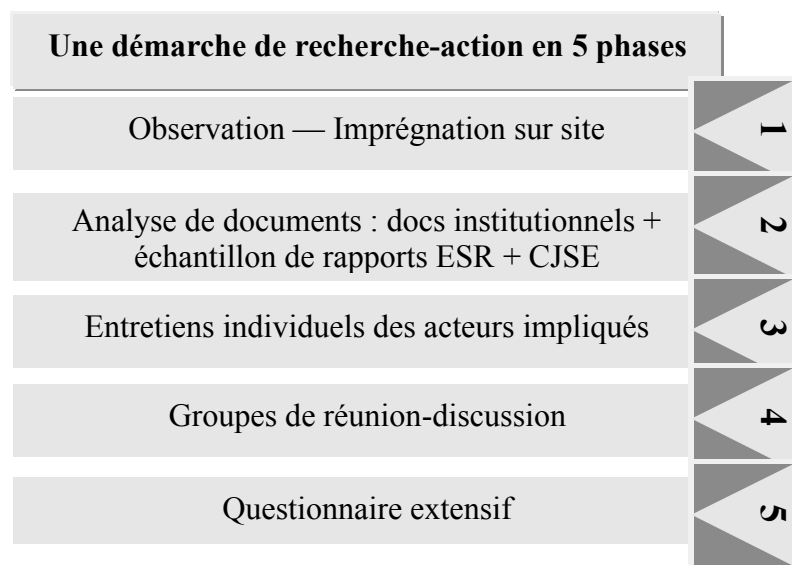 Une démarche de recherche-action en 5 phases
Observation — Imprégnation sur site
1
Analyse de documents : docs institutionnels +
échantillon de rapports ESR + CJSE
2
Entretiens individuels des acteurs impliqués
3
Groupes de réunion-discussion
4
Questionnaire extensif
5